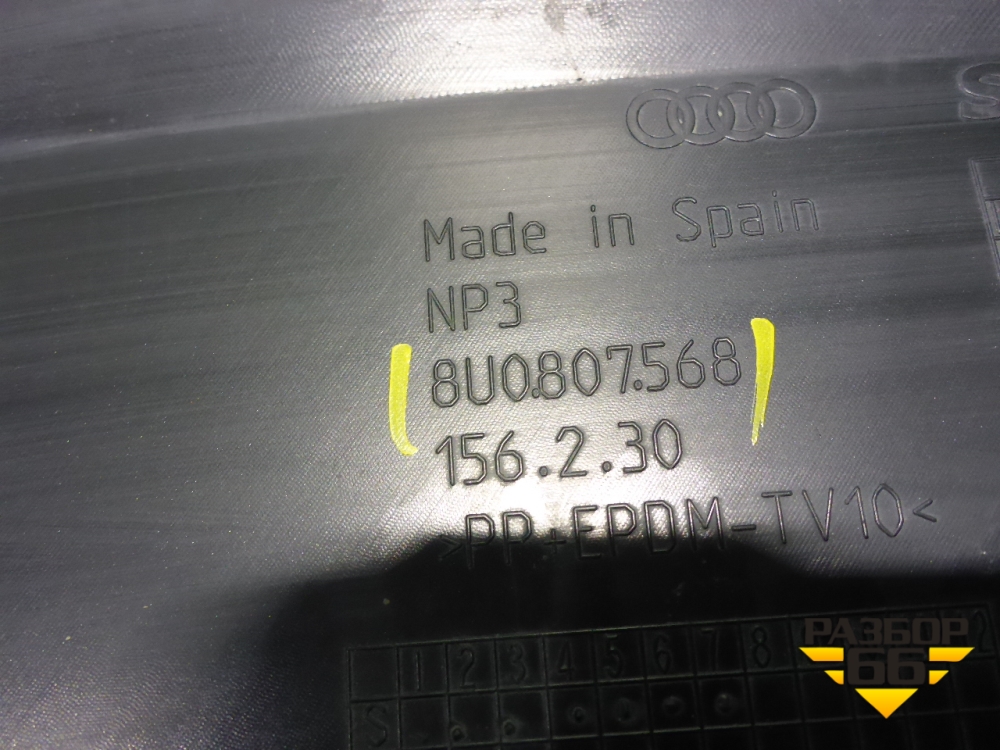 Made in Spain
NP3
8U0.807.568
156.2.30
>PP+EPDM-TV10<
1 2 3 4 5 6 7 8
S
РАЗБОР
66